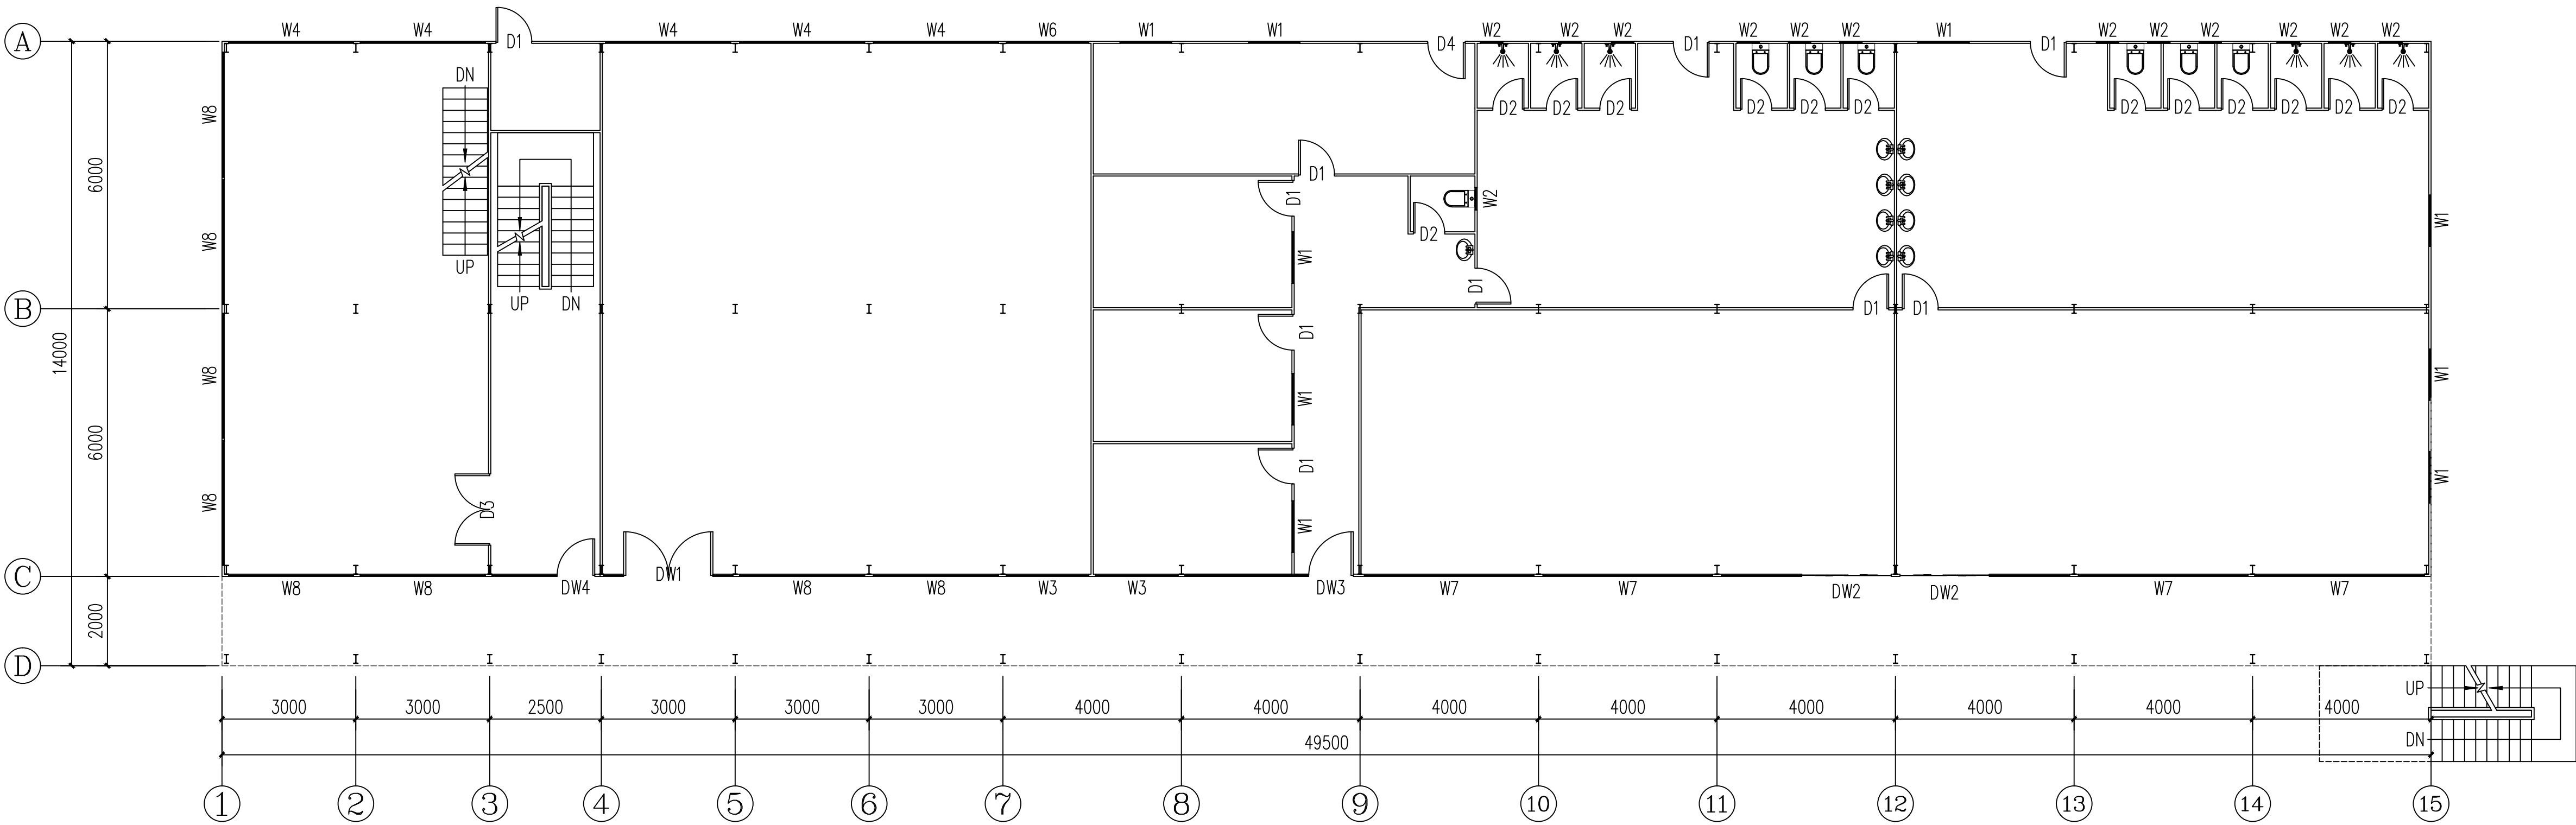 W4 W4 W4 W4 W4 W6 W1 W1 W2 W2 W2 W2 W2 W2 W1 W2 W2 W2 W2 W2 W2
A D1 D4 D1 D1
DN
W8 D2 D2 D2 D2 D2 D2 D2 D2 D2 D2 D2 D2
6000 D1
D1 W2
W8 D2 W1
UP W1
D1
UP DN D1 D1
B
14000 D1
W8 W1 W1
6000
D1 W1
W8 D3 W1
C DW1
W8 W8 DW4 W8 W8 W3 W3 DW3 W7 W7 DW2 DW2 W7 W7
2000
D
UP
3000 3000 2500 3000 3000 3000 4000 4000 4000 4000 4000 4000 4000 4000
49500 DN
1 2 3 4 5 6 7 8 9 10 11 12 13 14 15